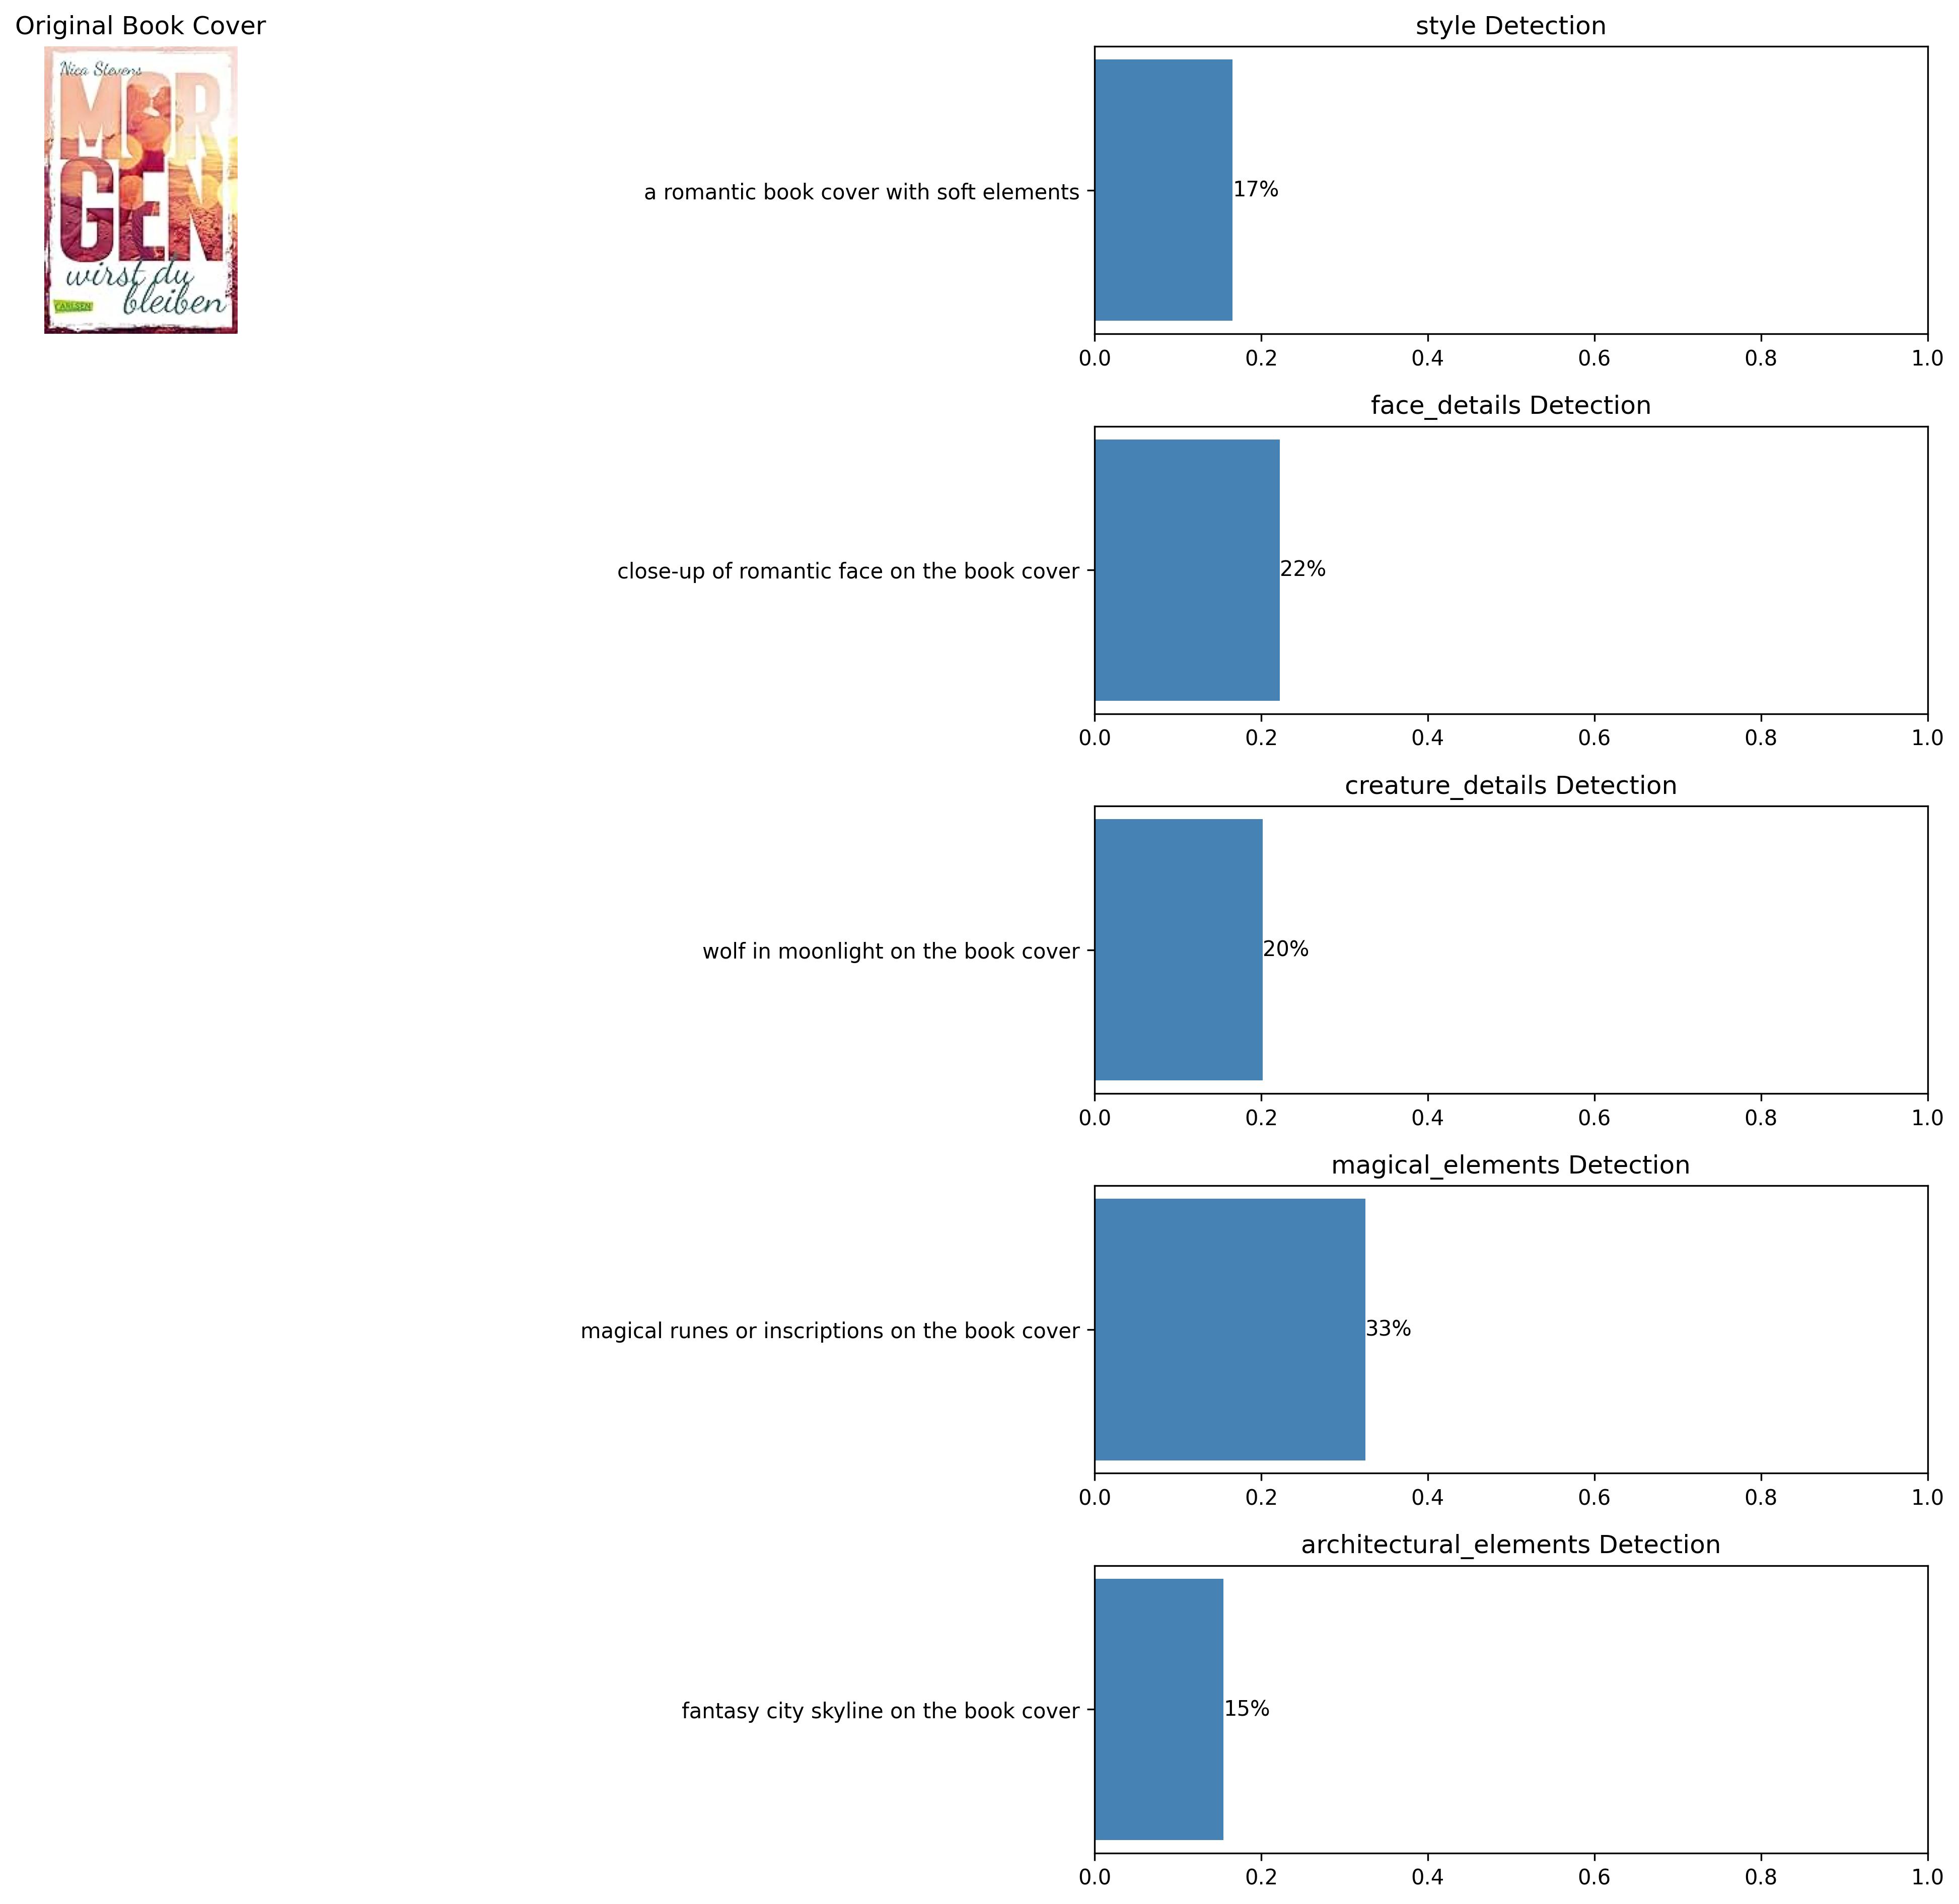 Original Book Cover
Nica Stevens
MOR
GEN
wirst du
bleiben
CARLSEN
style Detection
a romantic book cover with soft elements
17%
0.0 0.2 0.4 0.6 0.8 1.0
face_details Detection
close-up of romantic face on the book cover
22%
0.0 0.2 0.4 0.6 0.8 1.0
creature_details Detection
wolf in moonlight on the book cover
20%
0.0 0.2 0.4 0.6 0.8 1.0
magical_elements Detection
magical runes or inscriptions on the book cover
33%
0.0 0.2 0.4 0.6 0.8 1.0
architectural_elements Detection
fantasy city skyline on the book cover
15%
0.0 0.2 0.4 0.6 0.8 1.0